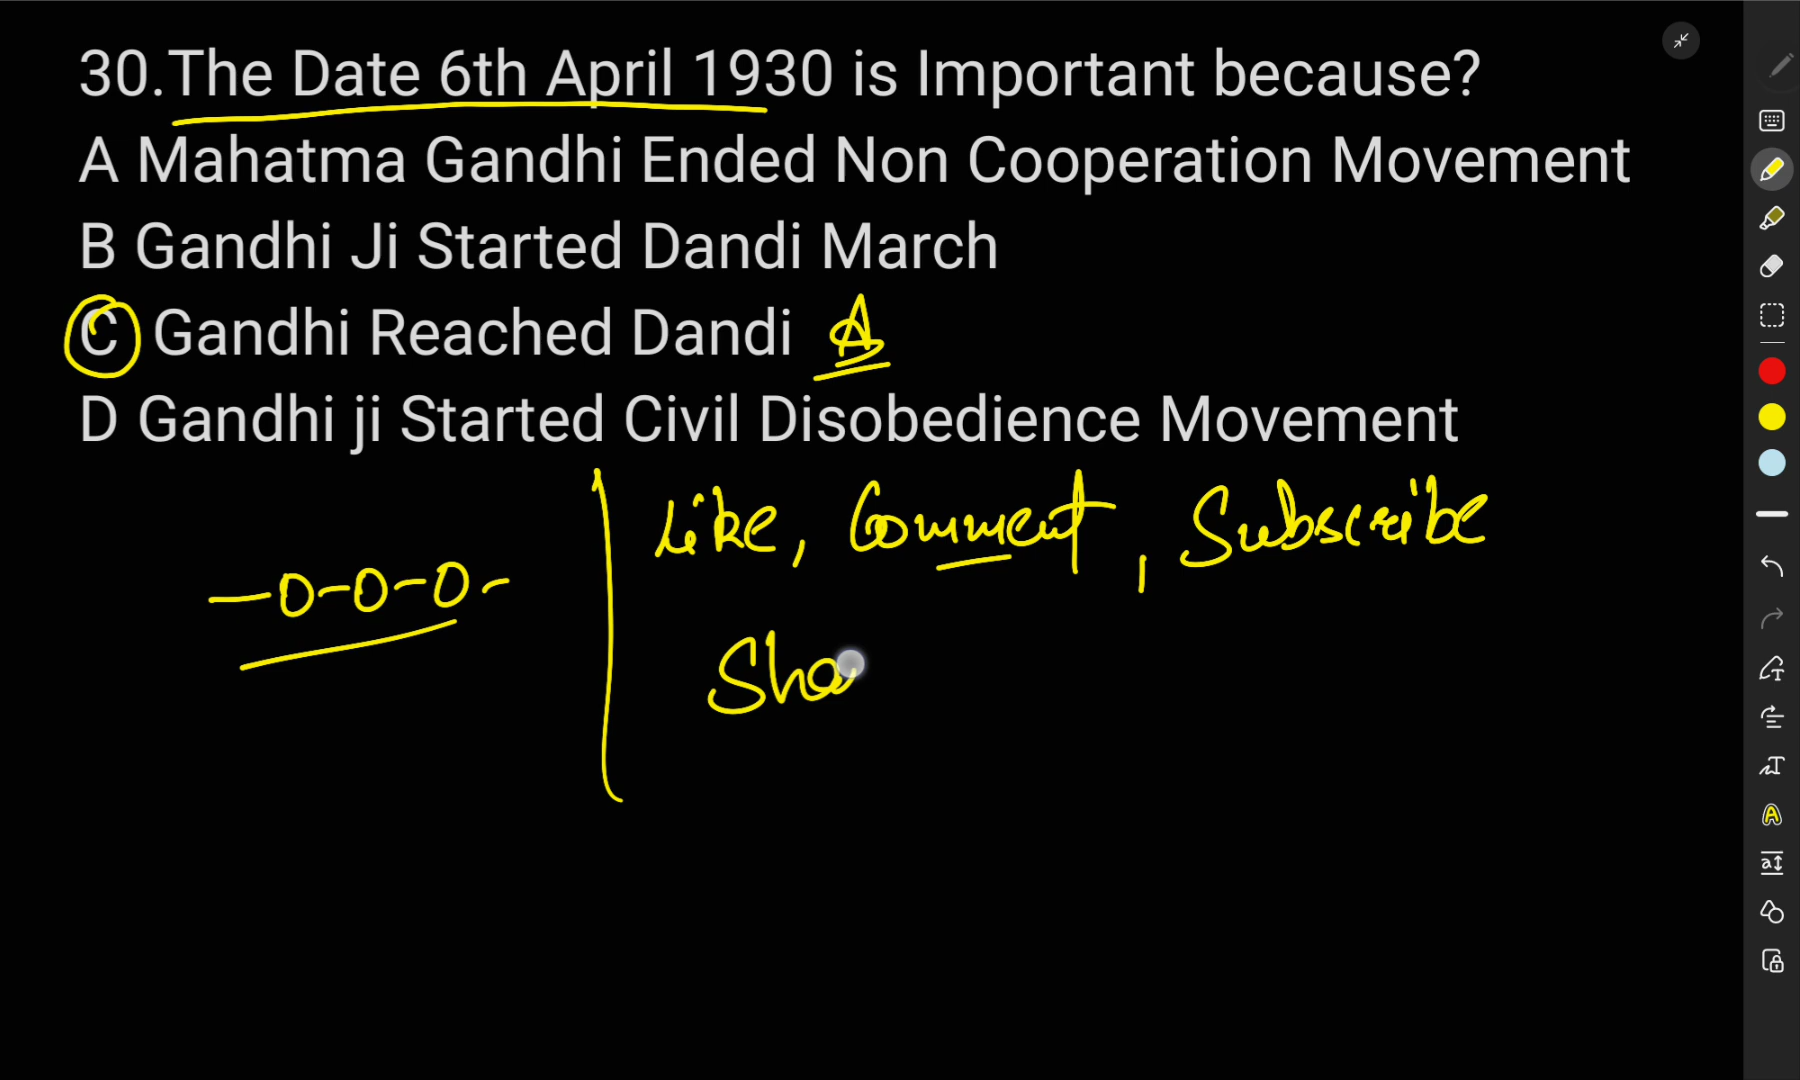 30.The Date 6th April 1930 is Important because?
A Mahatma Gandhi Ended Non Cooperation Movement
B Gandhi Ji Started Dandi March
C Gandhi Reached Dandi A
D Gandhi ji Started Civil Disobedience Movement
Like, Comment, Subscribe
-0-0-0-
Sha